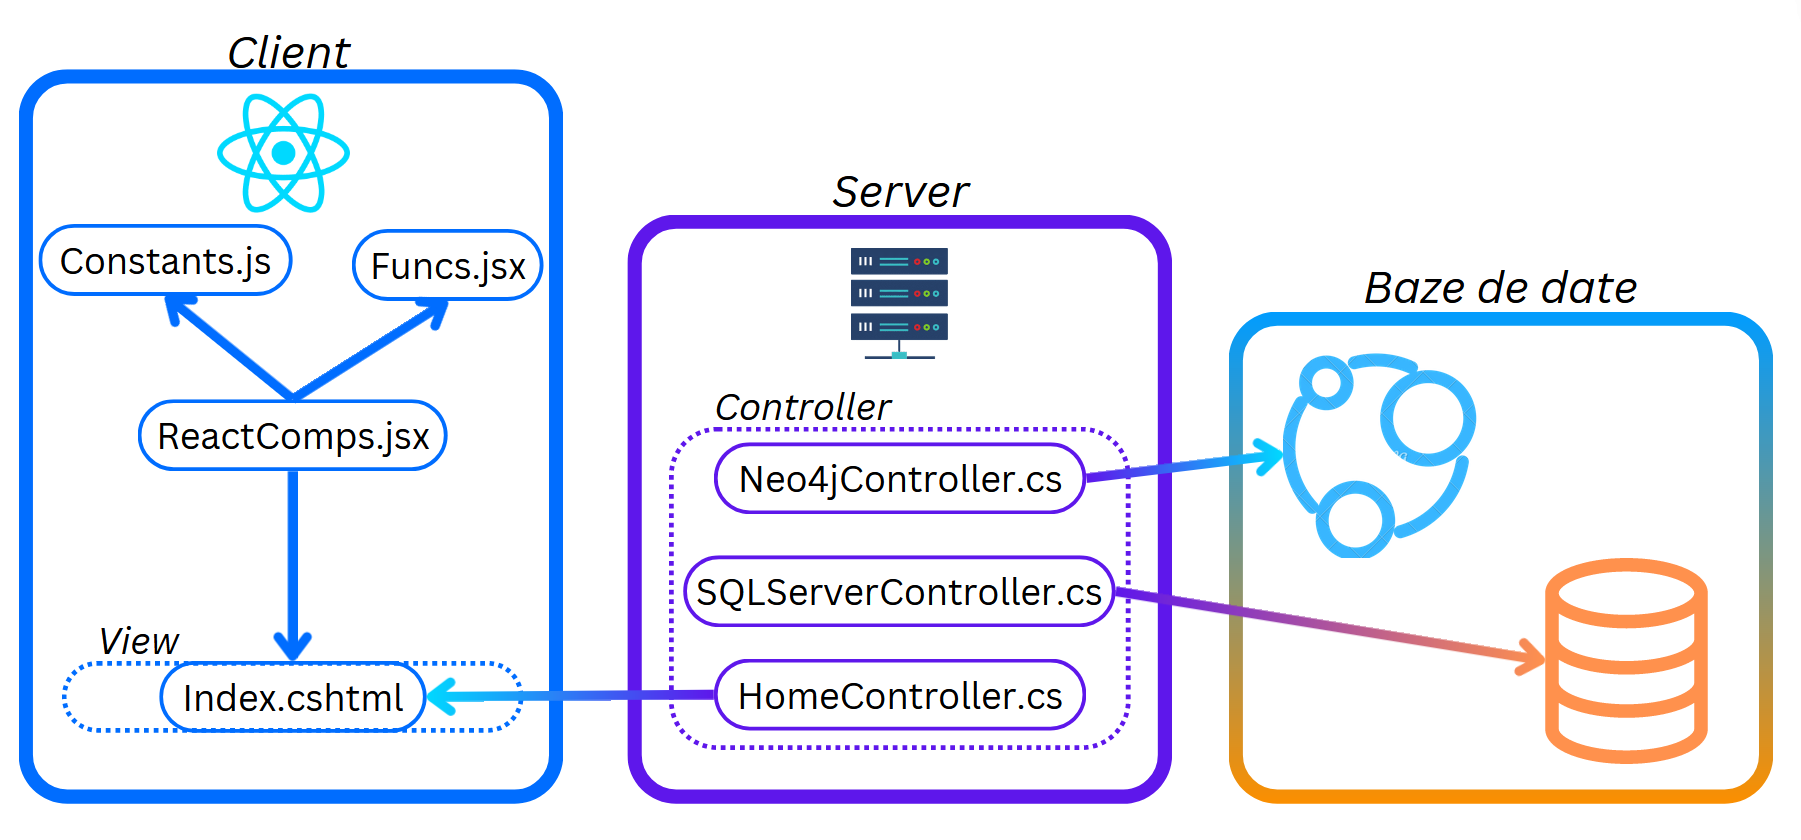 Client
Constants.js
Funcs.jsx
ReactComps.jsx
View
Index.cshtml
Server
Controller
Neo4jController.cs
SQLServerController.cs
HomeController.cs
Baze de date